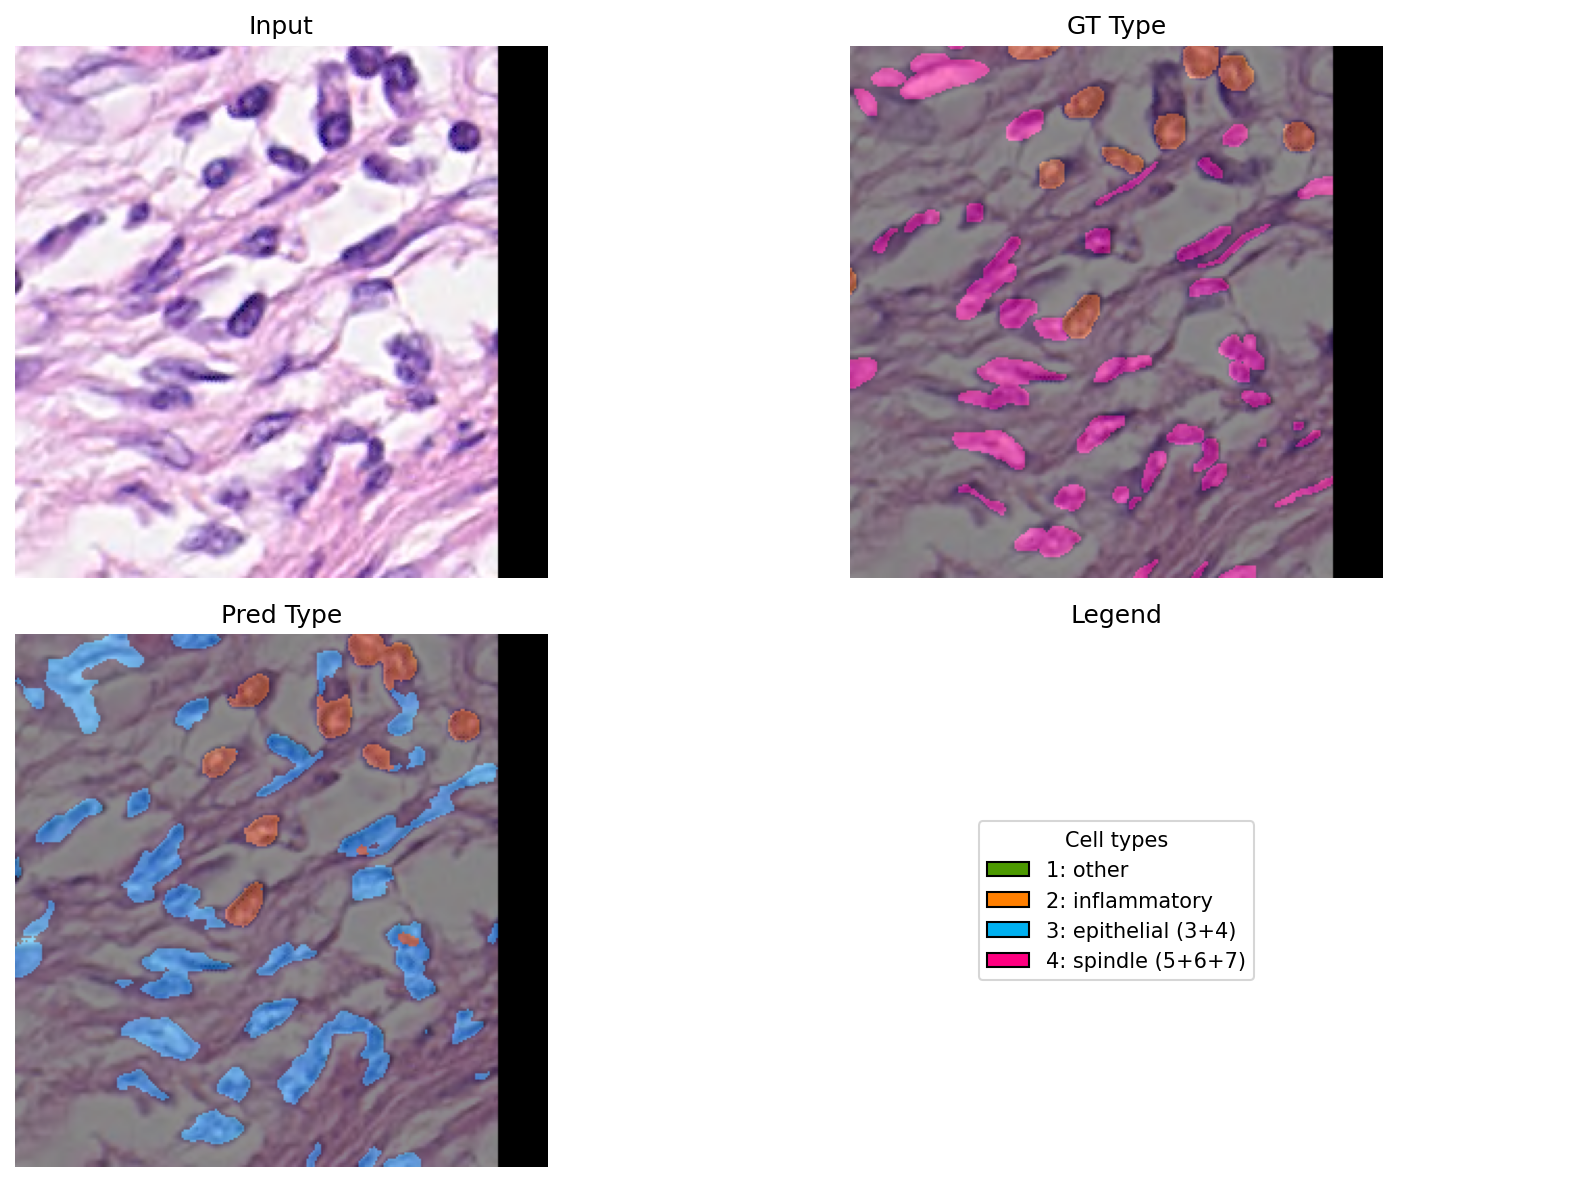 Input
GT Type
Pred Type
Legend
Cell types
1: other
2: inflammatory
3: epithelial (3+4)
4: spindle (5+6+7)